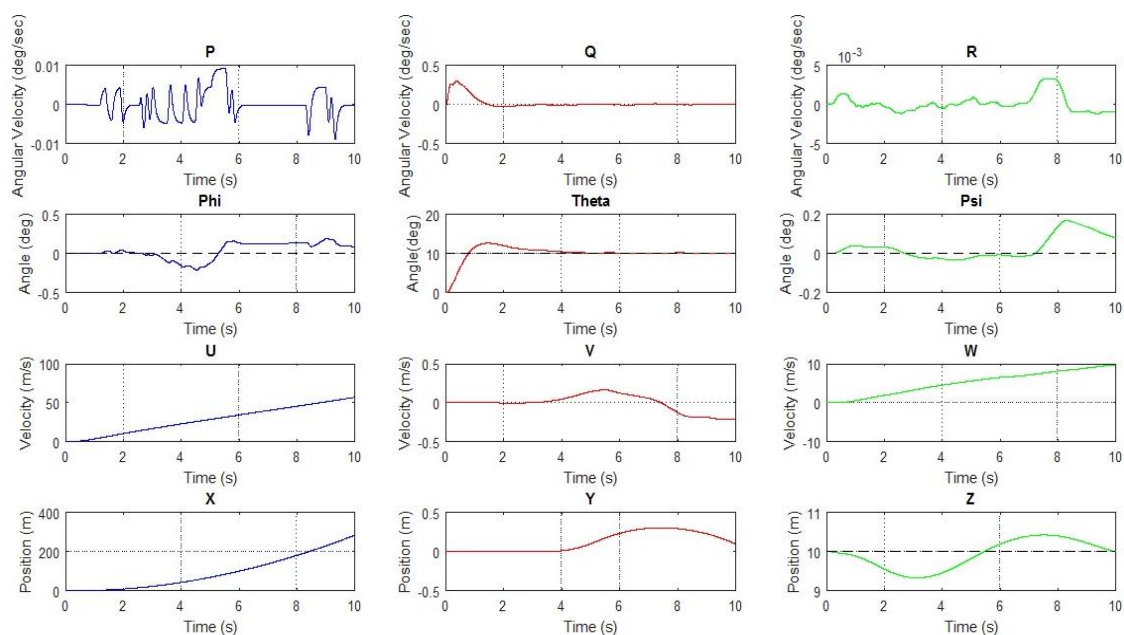 P
Angular Velocity (deg/sec)
0.01
0
-0.01
0 2 4 6 8 10
Time (s)
Q
Angular Velocity (deg/sec)
0.5
0
-0.5
0 2 4 6 8 10
Time (s)
R
10-3
Angular Velocity (deg/sec)
5
0
-5
0 2 4 6 8 10
Time (s)
Phi
Angle (deg)
0.5
0
-0.5
0 2 4 6 8 10
Time (s)
Theta
Angle(deg)
20
10
0
0 2 4 6 8 10
Time (s)
Psi
Angle (deg)
0.2
0
-0.2
0 2 4 6 8 10
Time (s)
U
Velocity (m/s)
100
50
0
0 2 4 6 8 10
Time (s)
V
Velocity (m/s)
0.5
0
-0.5
0 2 4 6 8 10
Time (s)
W
Velocity (m/s)
10
0
-10
0 2 4 6 8 10
Time (s)
X
Position (m)
400
200
0
0 2 4 6 8 10
Time (s)
Y
Position (m)
0.5
0
-0.5
0 2 4 6 8 10
Time (s)
Z
Position (m)
11
10
9
0 2 4 6 8 10
Time (s)